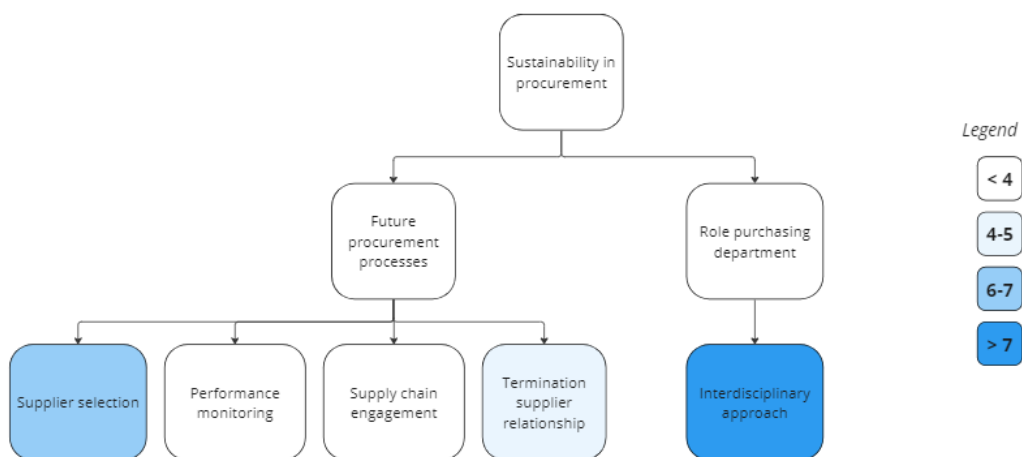 Sustainability in
procurement
Legend
< 4
4-5
6-7
> 7
Future
procurement
processes
Role purchasing
department
Supplier selection
Performance
monitoring
Supply chain
engagement
Termination
supplier
relationship
Interdisciplinary
approach